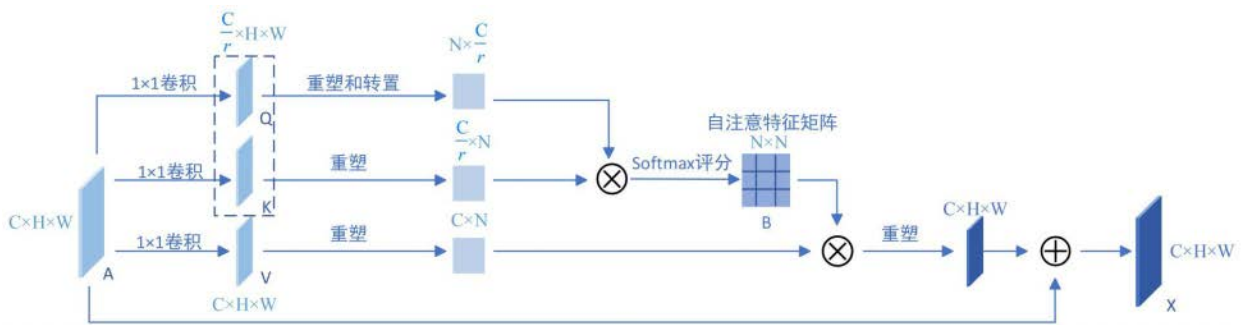 C/r×H×W
N×C/r
1×1卷积
重塑和转置
Q
自注意特征矩阵
N×N
C/r×N
1×1卷积
重塑
K
Softmax评分
B
C×H×W
A
C×N
1×1卷积
重塑
V
C×H×W
重塑
C×H×W
C×H×W
X